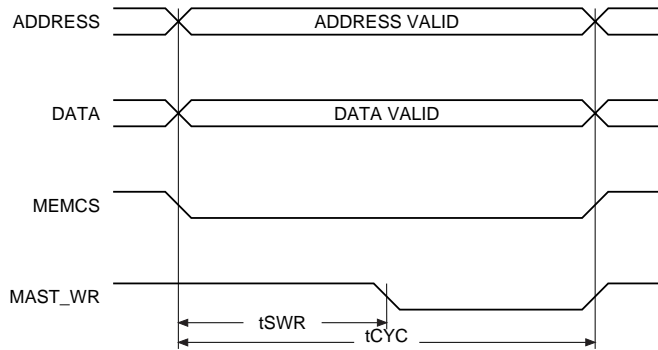 ADDRESS
ADDRESS VALID
DATA
DATA VALID
MEMCS
MAST_WR
tSWR
tCYC